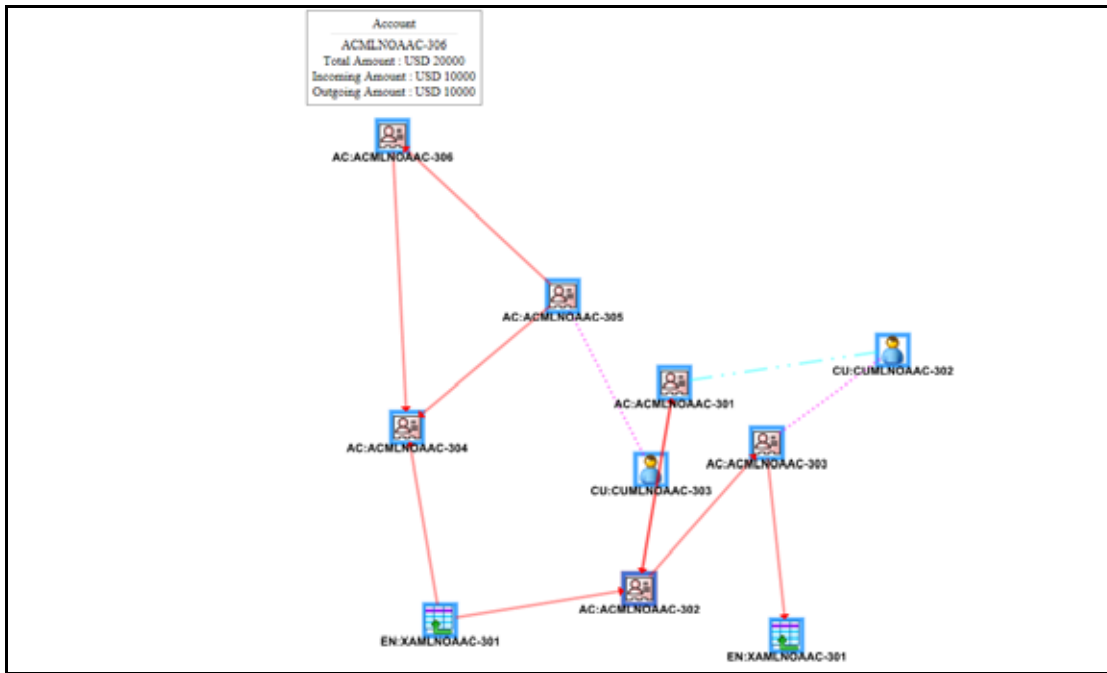 Account
ACMLNOAAC-306
Total Amount : USD 20000
Incoming Amount : USD 10000
Outgoing Amount : USD 10000
AC:ACMLNOAAC-306
AC:ACMLNOAAC-305
CU:CUMLNOAAC-302
AC:ACMLNOAAC-301
AC:ACMLNOAAC-304
AC:ACMLNOAAC-303
CU:CUMLNOAAC-303
AC:ACMLNOAAC-302
EN:XAMLNOAAC-301
EN:XAMLNOAAC-301